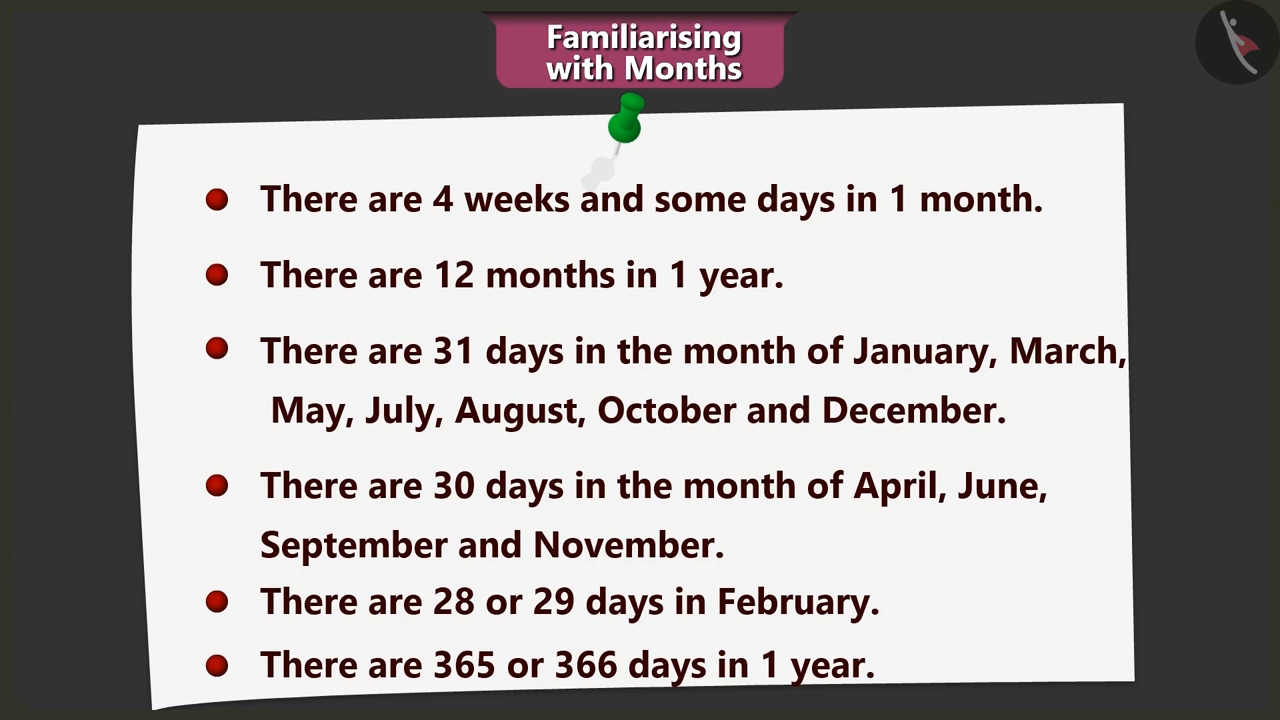 Familiarising
with Months
There are 4 weeks and some days in 1 month.
There are 12 months in 1 year.
There are 31 days in the month of January, March,
May, July, August, October and December.
There are 30 days in the month of April, June,
September and November.
There are 28 or 29 days in February.
There are 365 or 366 days in 1 year.